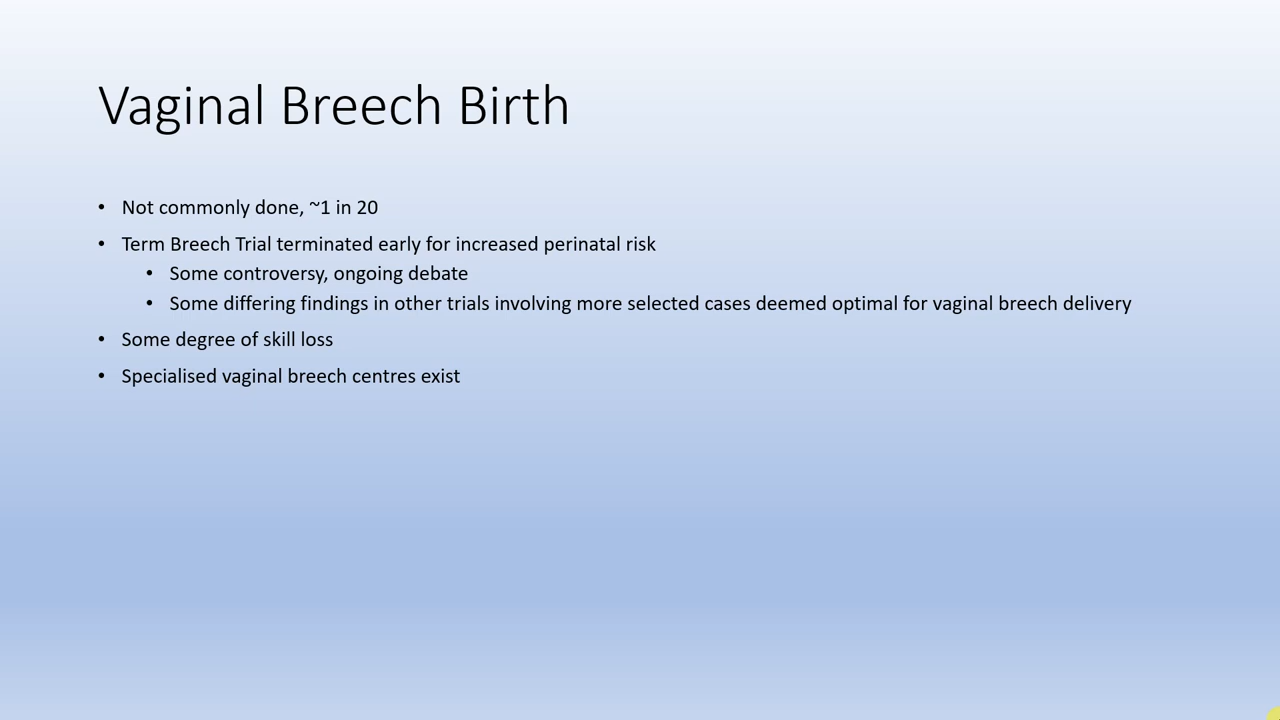 Vaginal Breech Birth
• Not commonly done, ~1 in 20
• Term Breech Trial terminated early for increased perinatal risk
• Some controversy, ongoing debate
• Some differing findings in other trials involving more selected cases deemed optimal for vaginal breech delivery
• Some degree of skill loss
• Specialised vaginal breech centres exist